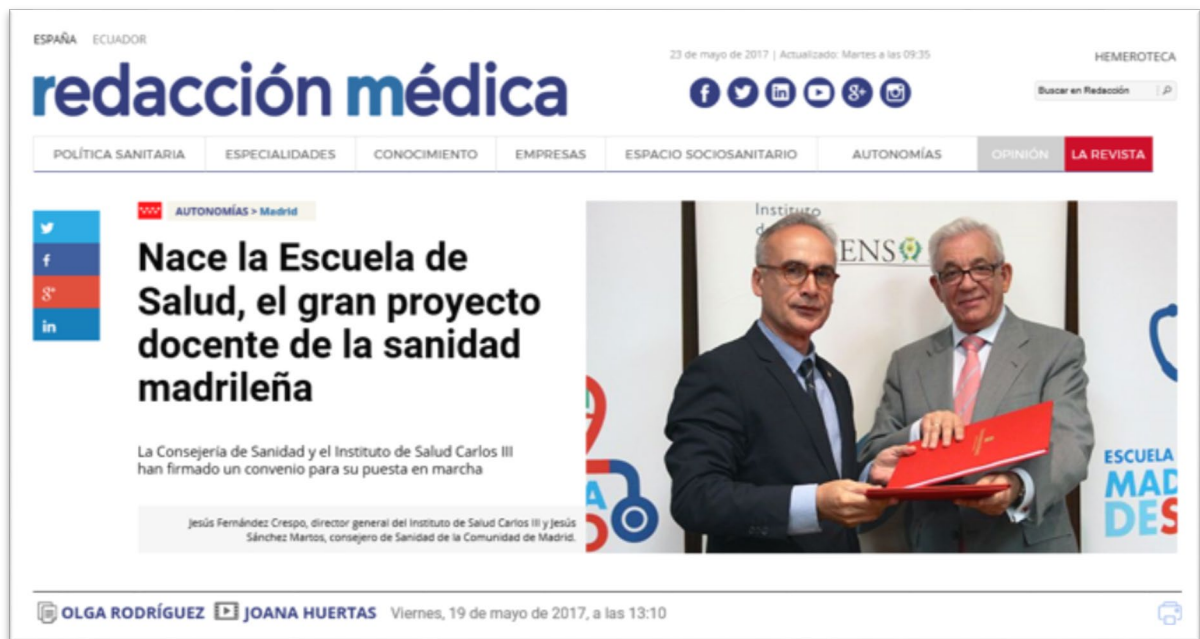 ESPAÑA ECUADOR
23 de mayo de 2017 | Actualizado: Martes a las 09:35
HEMEROTECA
redacción médica
Buscar en Redacción
POLÍTICA SANITARIA ESPECIALIDADES CONOCIMIENTO EMPRESAS ESPACIO SOCIOSANITARIO AUTONOMÍAS OPINIÓN LA REVISTA
AUTONOMÍAS > Madrid
Nace la Escuela de
Salud, el gran proyecto
docente de la sanidad
madrileña
La Consejería de Sanidad y el Instituto de Salud Carlos III
han firmado un convenio para su puesta en marcha
Jesús Fernández Crespo, director general del Instituto de Salud Carlos III y Jesús
Sánchez Martos, consejero de Sanidad de la Comunidad de Madrid.
Instituto
ENS
ESCUELA
MAD
DES
OLGA RODRÍGUEZ JOANA HUERTAS Viernes, 19 de mayo de 2017, a las 13:10